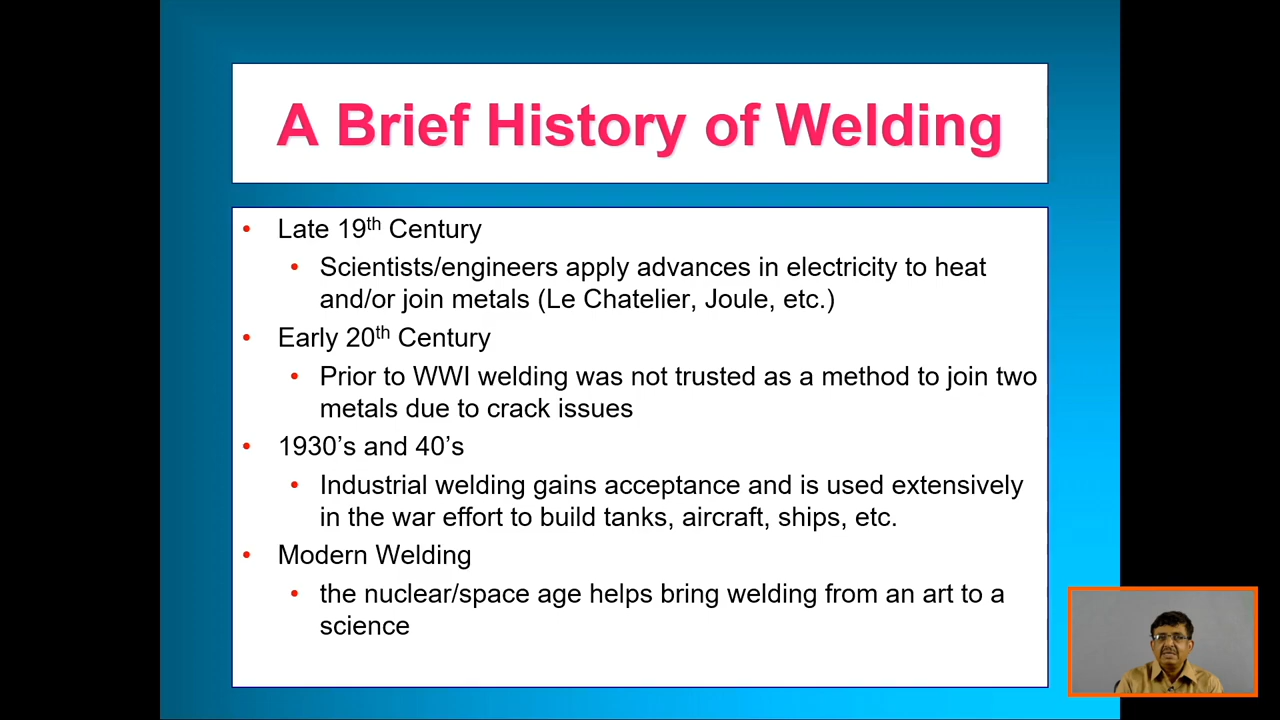 A Brief History of Welding
• Late 19th Century
• Scientists/engineers apply advances in electricity to heat
and/or join metals (Le Chatelier, Joule, etc.)
• Early 20th Century
• Prior to WWI welding was not trusted as a method to join two
metals due to crack issues
• 1930’s and 40’s
• Industrial welding gains acceptance and is used extensively
in the war effort to build tanks, aircraft, ships, etc.
• Modern Welding
• the nuclear/space age helps bring welding from an art to a
science